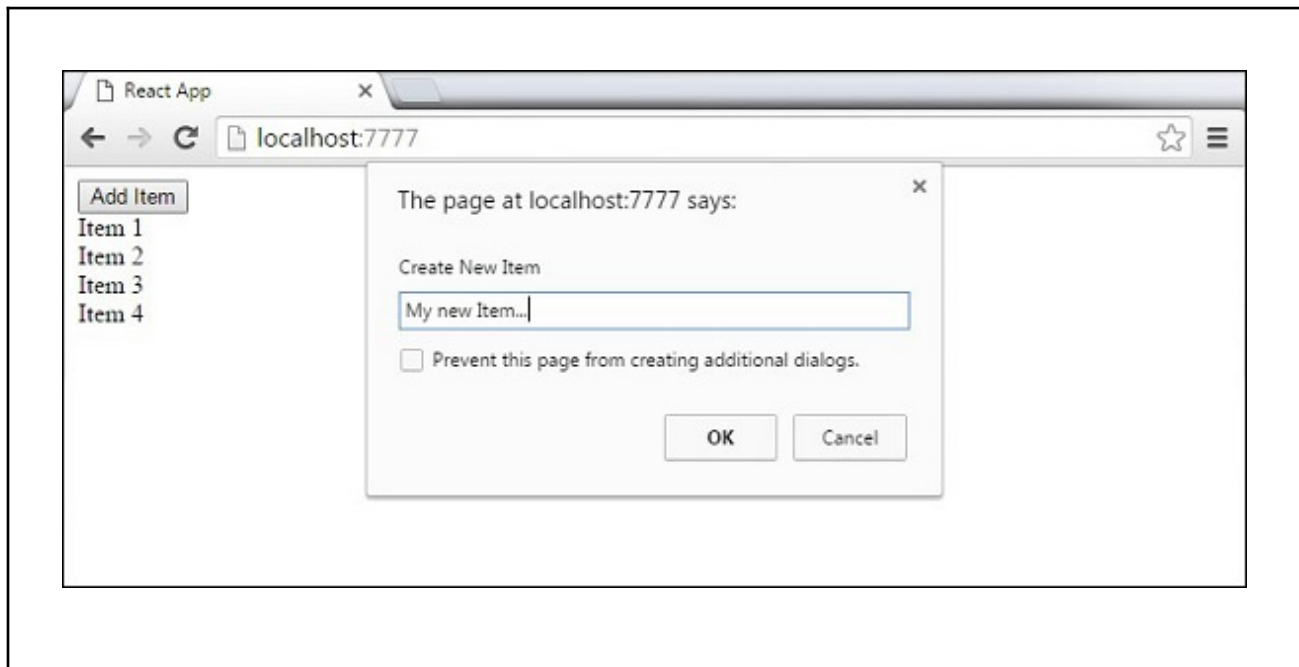 React App
localhost:7777
Add Item
Item 1
Item 2
Item 3
Item 4
The page at localhost:7777 says:
Create New Item
My new Item...
Prevent this page from creating additional dialogs.
OK
Cancel